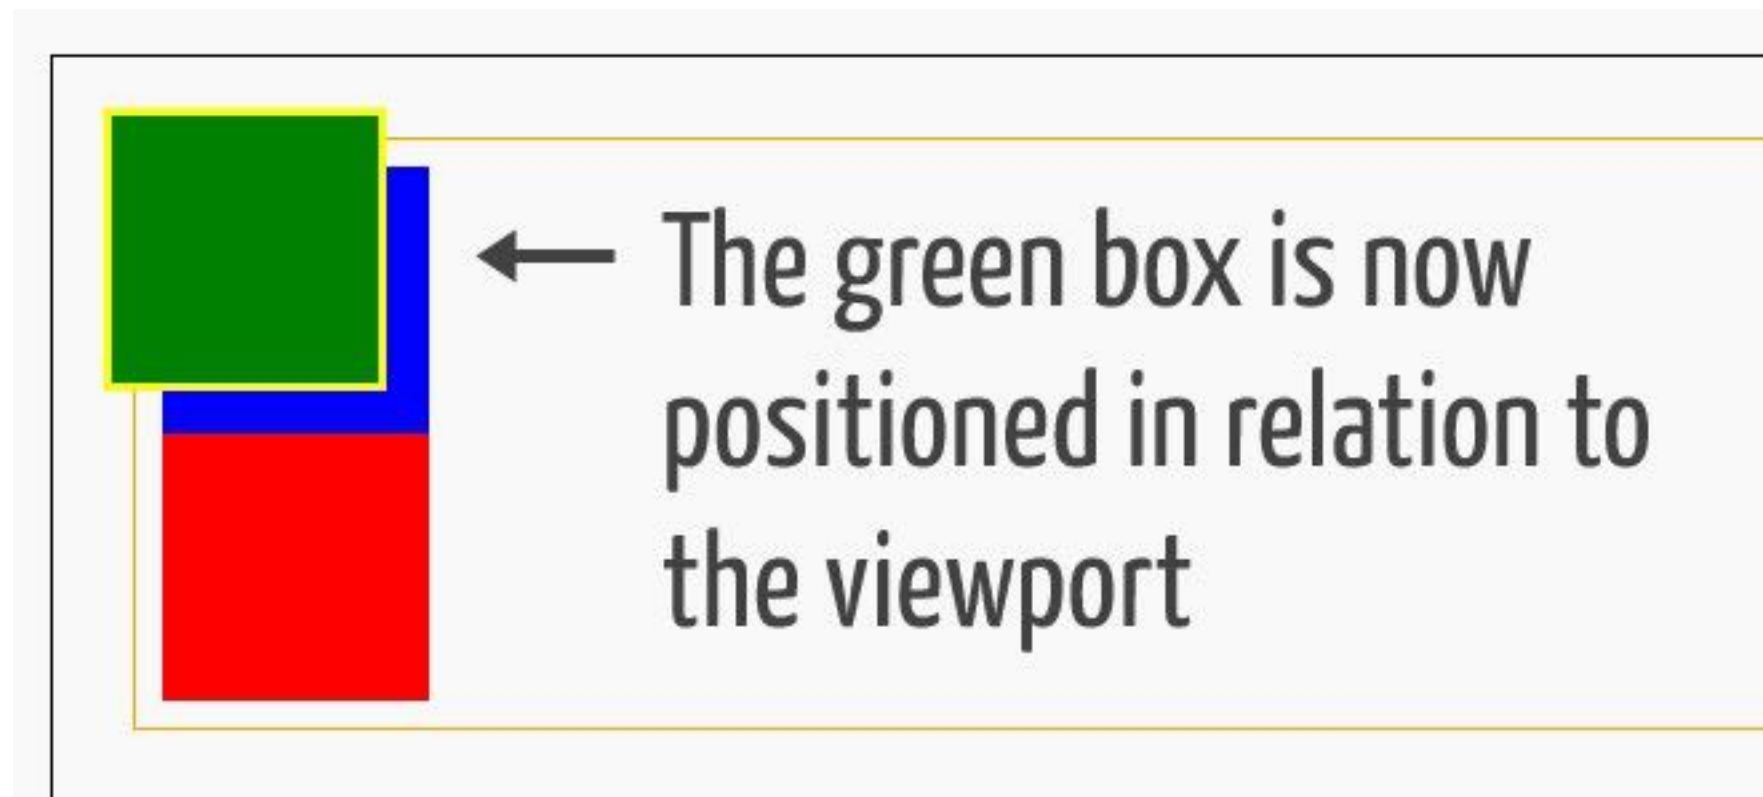 The green box is now
positioned in relation to
the viewport